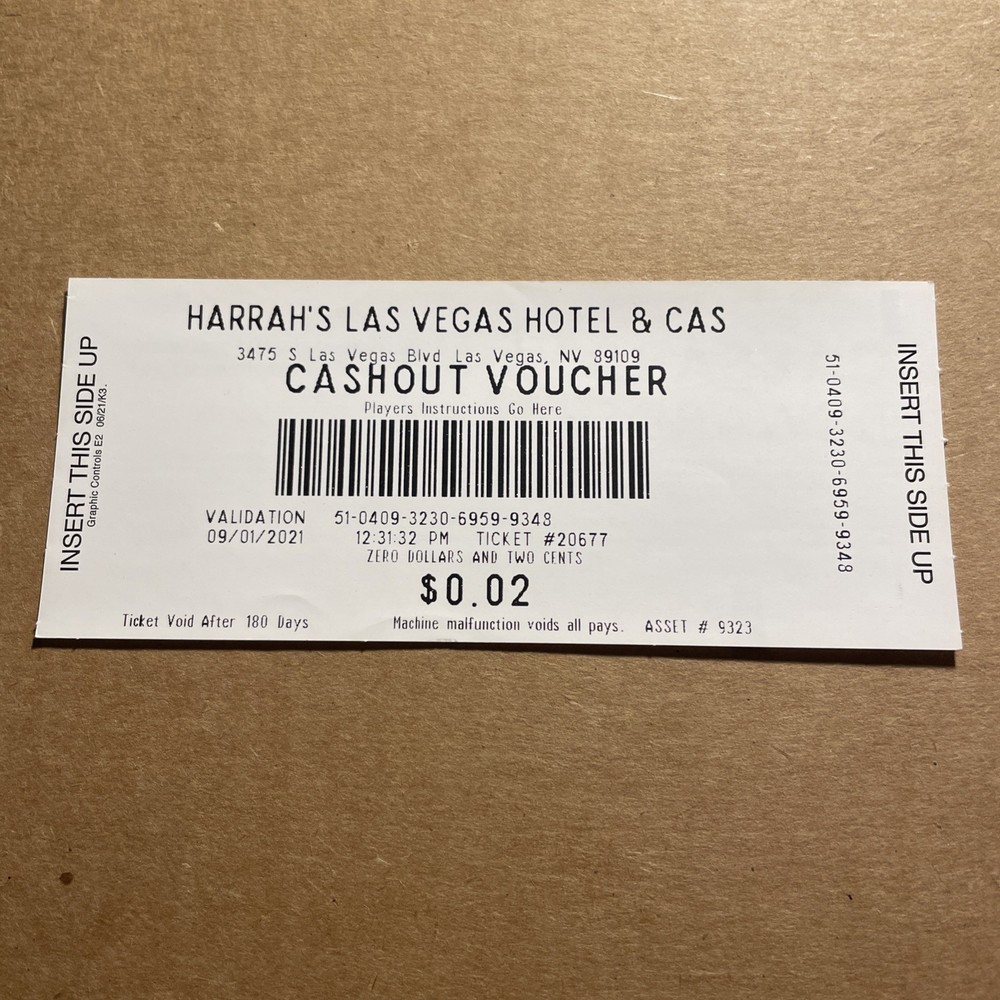 HARRAH'S LAS VEGAS HOTEL & CAS
3475 S Las Vegas Blvd Las Vegas, NV 89109
CASHOUT VOUCHER
Players Instructions Go Here
VALIDATION 51-0409-3230-6959-9348
09/01/2021 12:31:32 PM TICKET #20677
ZERO DOLLARS AND TWO CENTS
$0.02
Ticket Void After 180 Days Machine malfunction voids all pays. ASSET # 9323
INSERT THIS SIDE UP
Graphic Controls E2 06/21/K3.
51-0409-3230-6959-9348
INSERT THIS SIDE UP